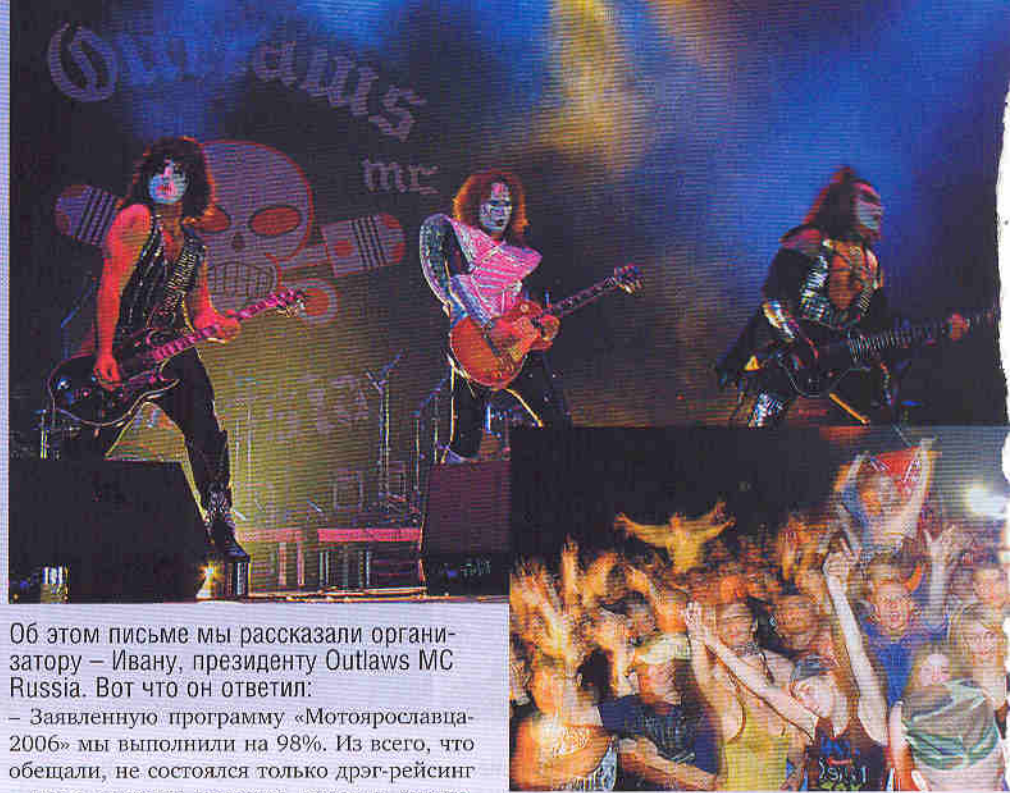 Outlaws
mc
Об этом письме мы рассказали органи-
затору – Ивану, президенту Outlaws MC
Russia. Вот что он ответил:
– Заявленную программу «Мотоярославца-
2006» мы выполнили на 98%. Из всего, что
обещали, не состоялся только дрэг-рейсинг